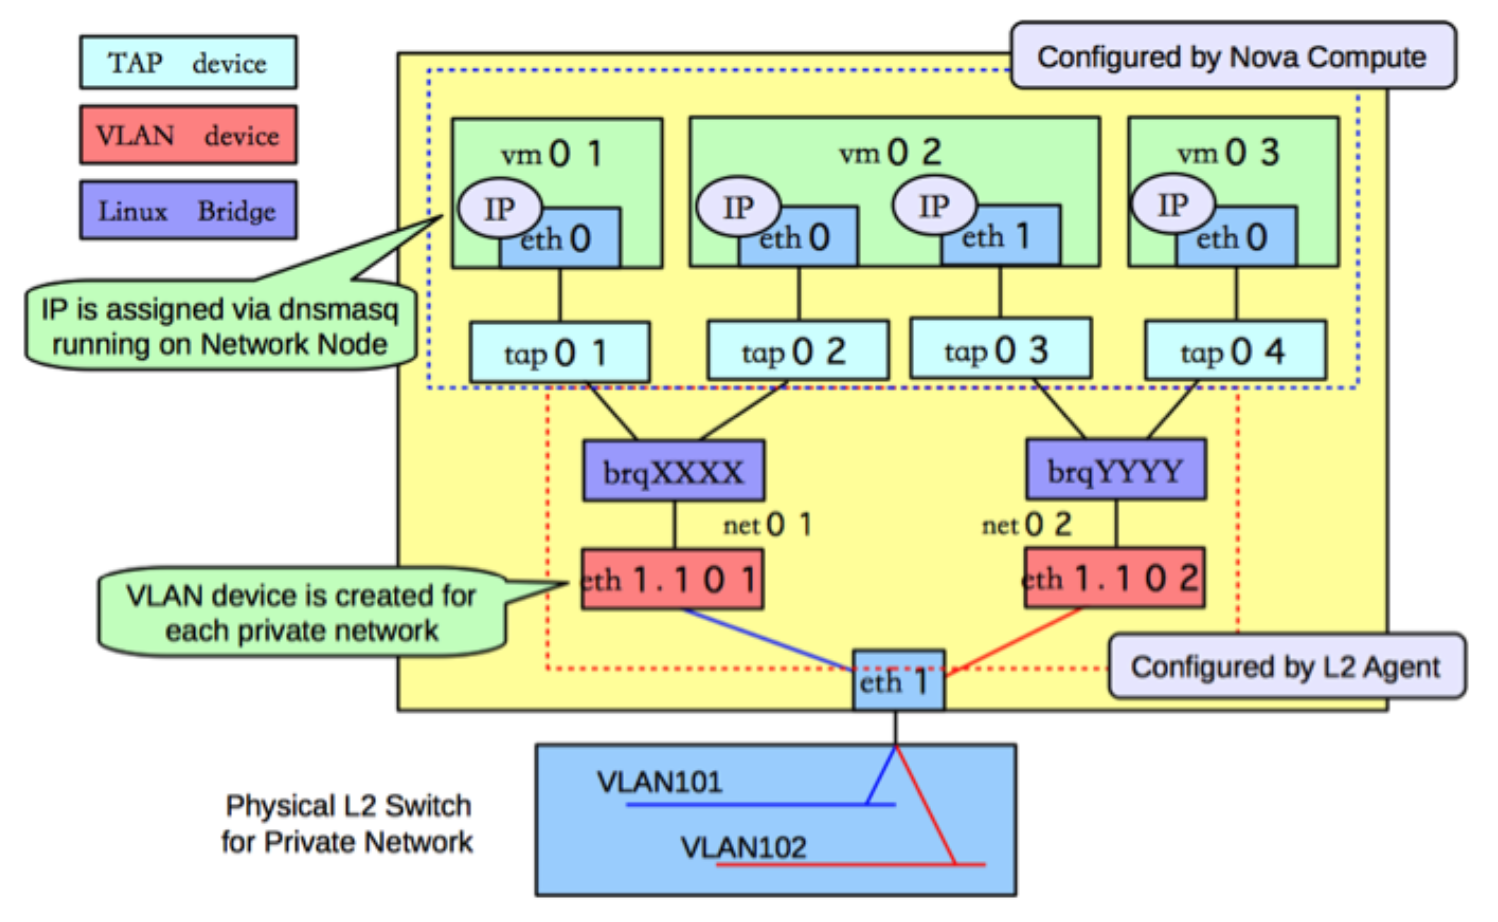 Configured by Nova Compute
TAP device
VLAN device
Linux Bridge
vm01
vm02
vm03
IP
IP
IP
IP
eth0
eth0
eth1
eth0
IP is assigned via dnsmasq
running on Network Node
tap01
tap02
tap03
tap04
brqXXXX
brqYYYY
net01
net02
eth1.101
eth1.102
VLAN device is created for
each private network
Configured by L2 Agent
eth1
Physical L2 Switch
for Private Network
VLAN101
VLAN102